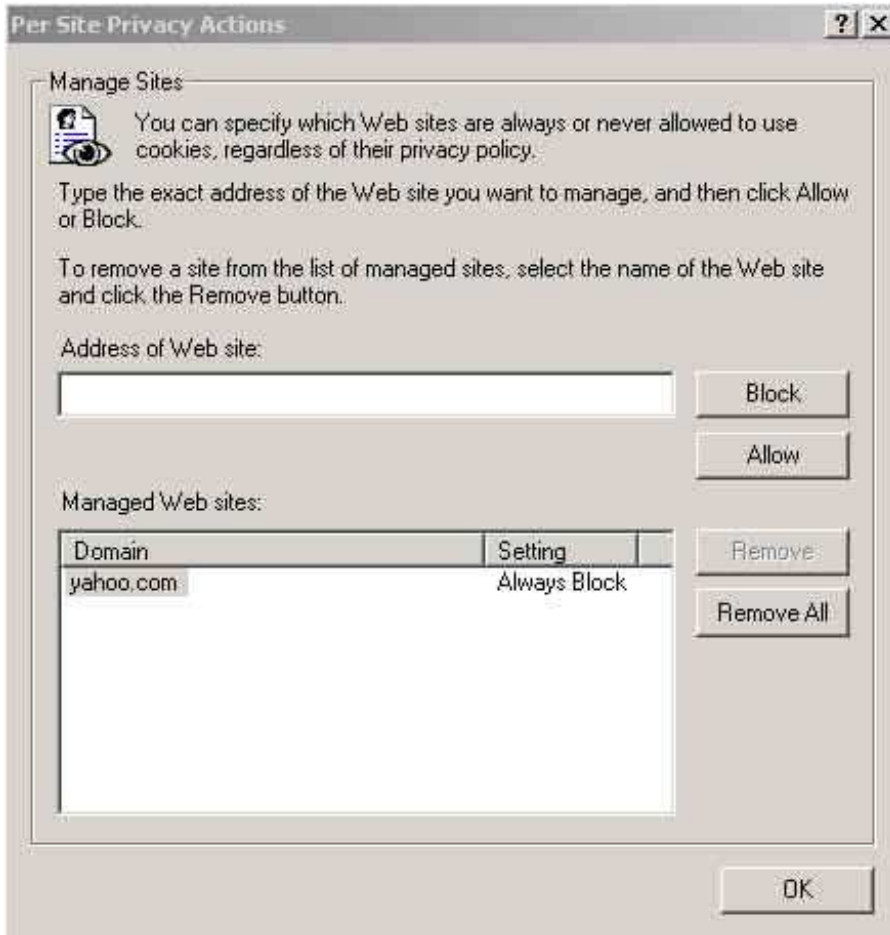 Per Site Privacy Actions
Manage Sites
You can specify which Web sites are always or never allowed to use
cookies, regardless of their privacy policy.
Type the exact address of the Web site you want to manage, and then click Allow
or Block.
To remove a site from the list of managed sites, select the name of the Web site
and click the Remove button.
Address of Web site:
Block
Allow
Managed Web sites:
Domain Setting
Remove
yahoo.com Always Block
Remove All
OK